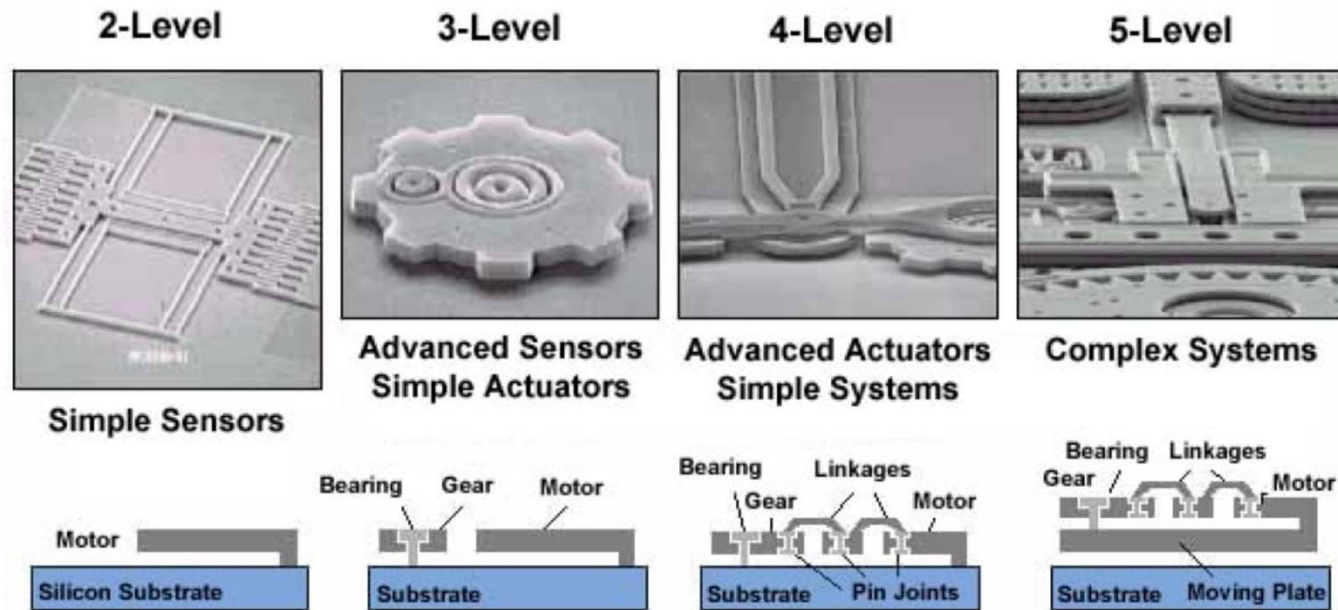 2-Level
3-Level
4-Level
5-Level
Simple Sensors
Advanced Sensors
Simple Actuators
Advanced Actuators
Simple Systems
Complex Systems
Motor
Silicon Substrate
Bearing
Gear
Motor
Substrate
Bearing
Gear
Linkages
Motor
Substrate
Pin Joints
Bearing
Linkages
Gear
Motor
Substrate
Moving Plate